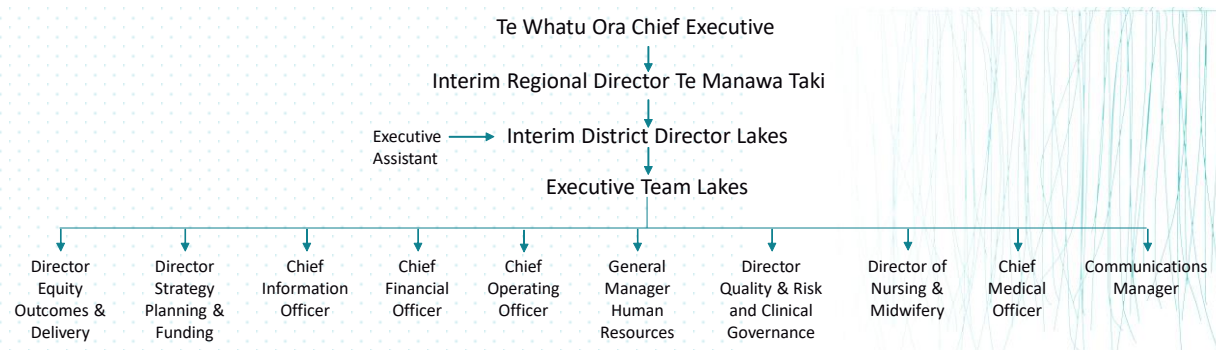 Te Whatu Ora Chief Executive
Interim Regional Director Te Manawa Taki
Executive
Assistant
Interim District Director Lakes
Executive Team Lakes
Director
Equity
Outcomes &
Delivery
Director
Strategy
Planning &
Funding
Chief
Information
Officer
Chief
Financial
Officer
Chief
Operating
Officer
General
Manager
Human
Resources
Director
Quality & Risk
and Clinical
Governance
Director of
Nursing &
Midwifery
Chief
Medical
Officer
Communications
Manager